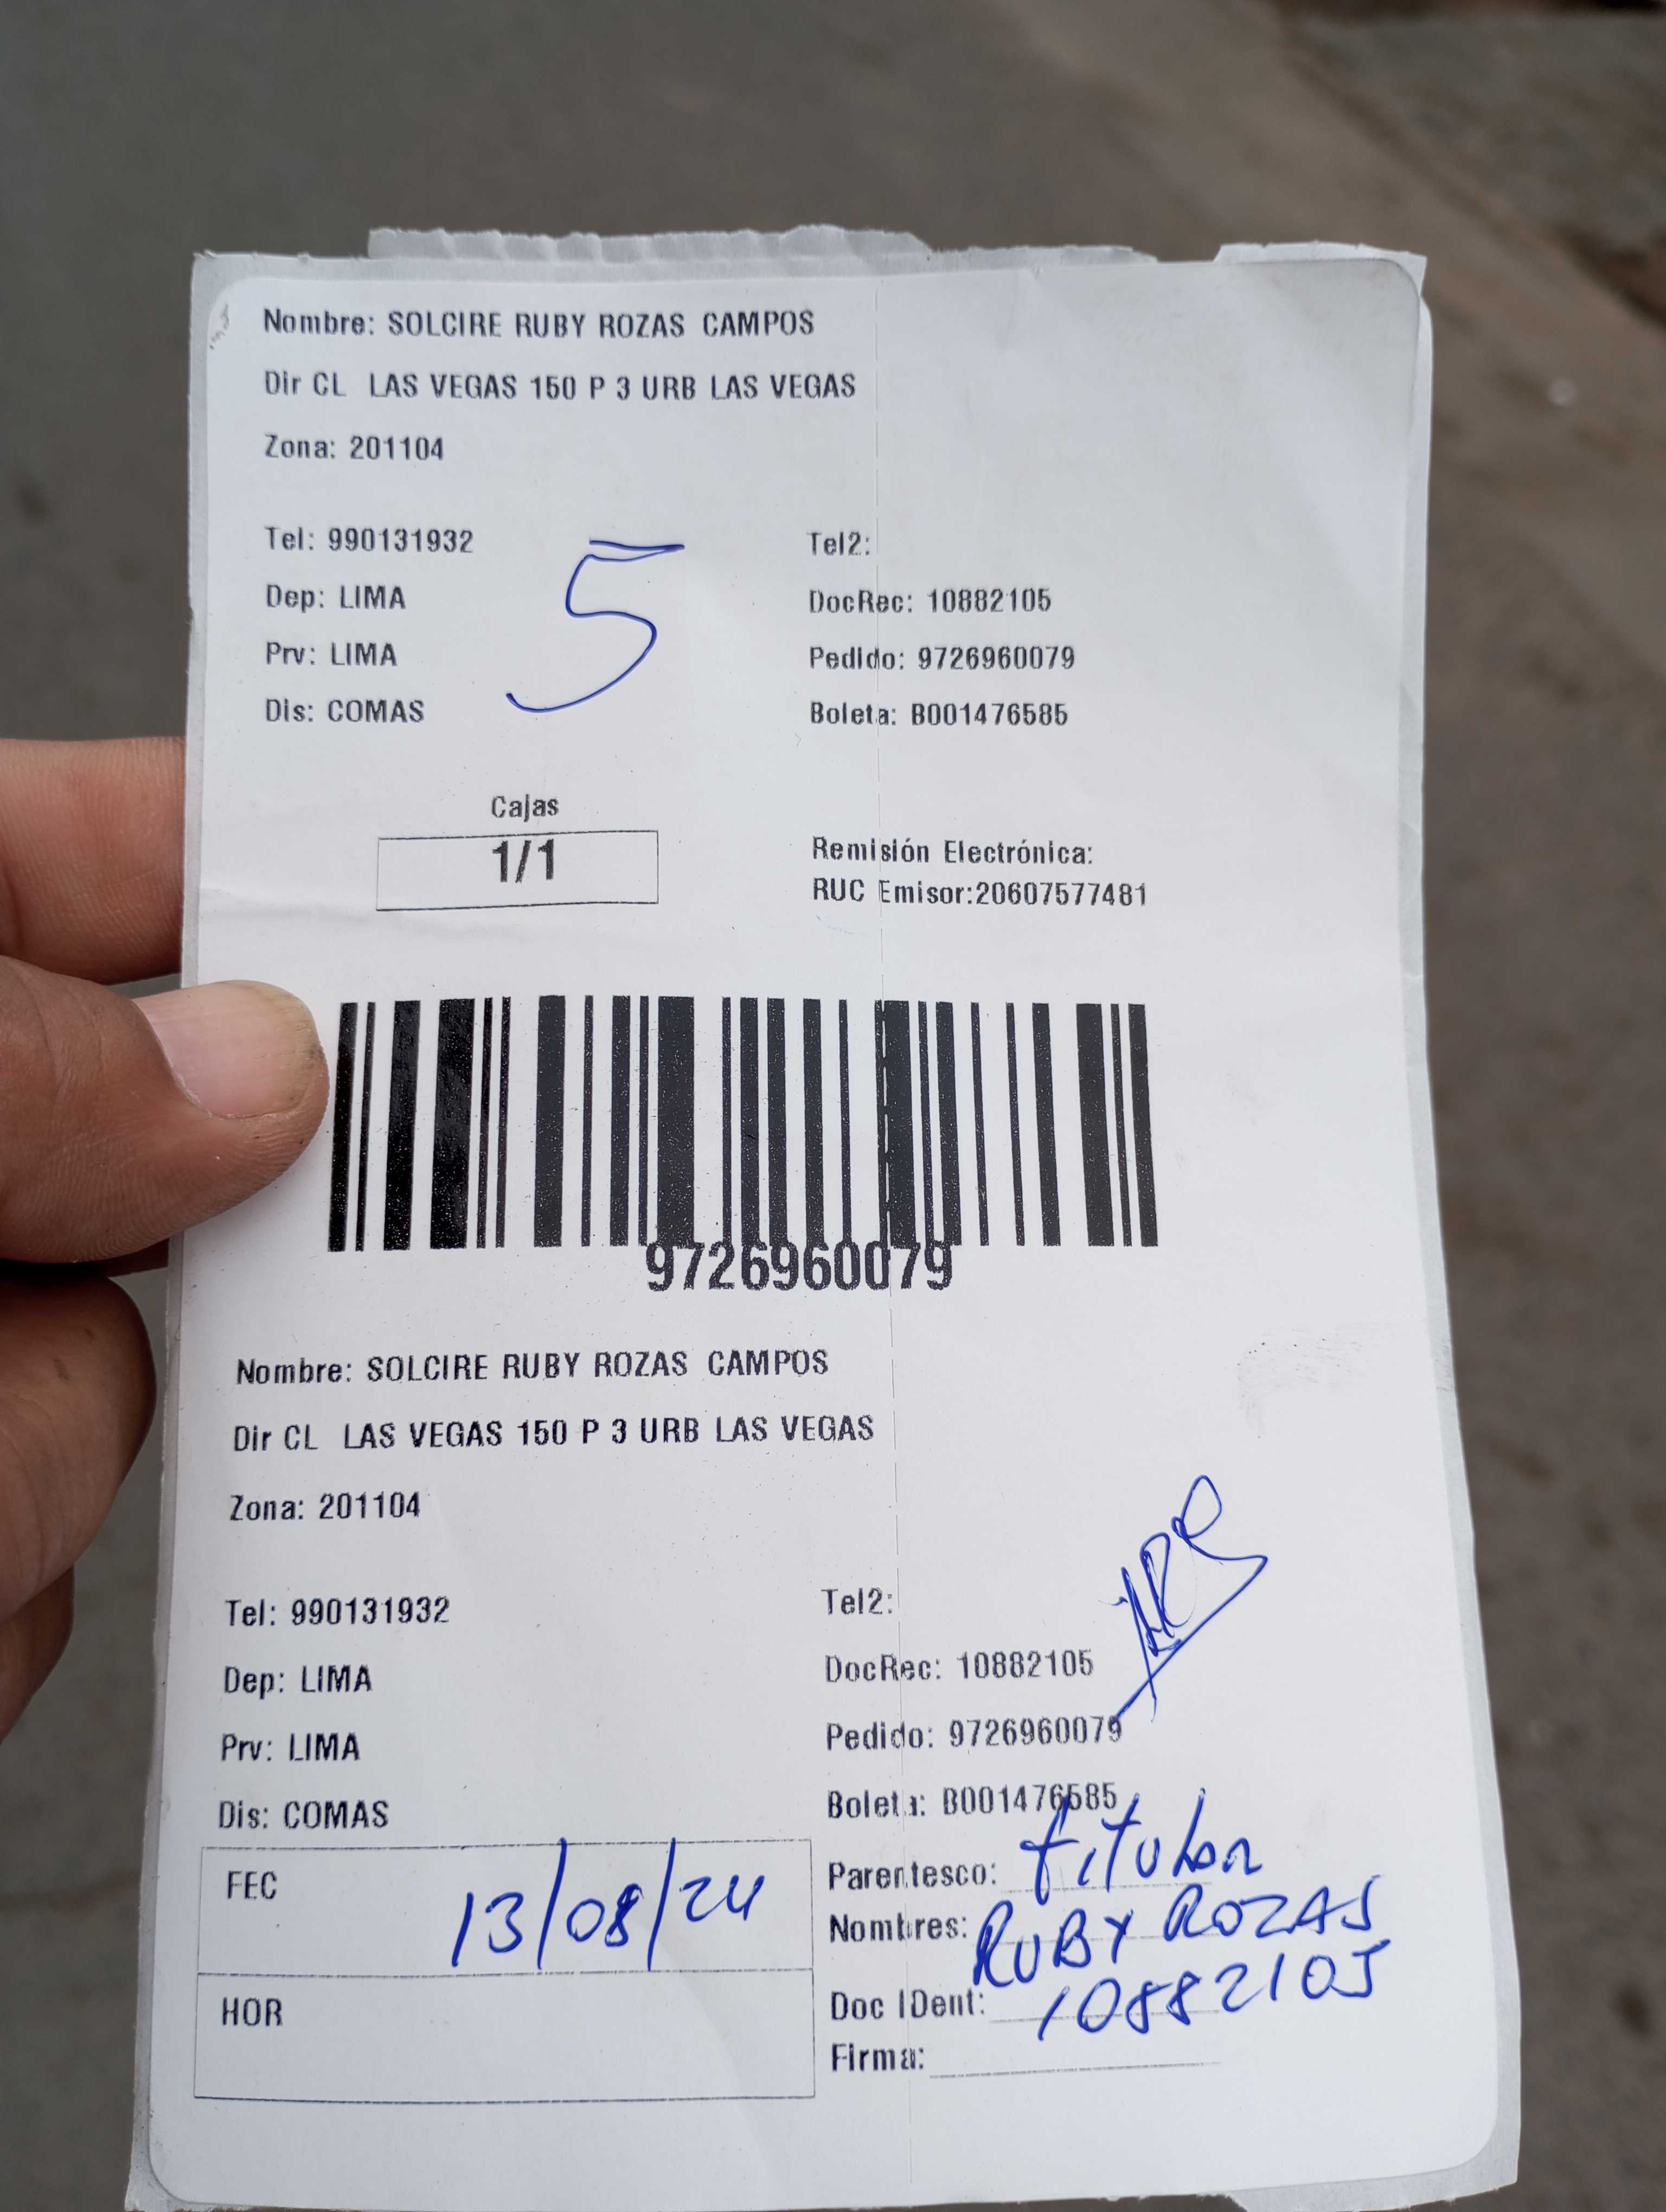 Nombre: SOLCIRE RUBY ROZAS CAMPOS
Dir CL LAS VEGAS 150 P 3 URB LAS VEGAS
Zona: 201104
Tel: 990131932
Tel2:
5
Dep: LIMA
DocRec: 10882105
Prv: LIMA
Pedido: 9726960079
Dis: COMAS
Boleta: B001476585
Cajas
1/1
Remisión Electrónica:
RUC Emisor:20607577481
9726960079
Nombre: SOLCIRE RUBY ROZAS CAMPOS
Dir CL LAS VEGAS 150 P 3 URB LAS VEGAS
Zona: 201104
Tel: 990131932
Tel2:
Dep: LIMA
DocRec: 10882105
Prv: LIMA
Pedido: 9726960079
Dis: COMAS
Boleta: B001476585
FEC 13/08/24
Parentesco: titular
Nombres: RUBY ROZAS
HOR
Doc IDent: 10882105
Firma: